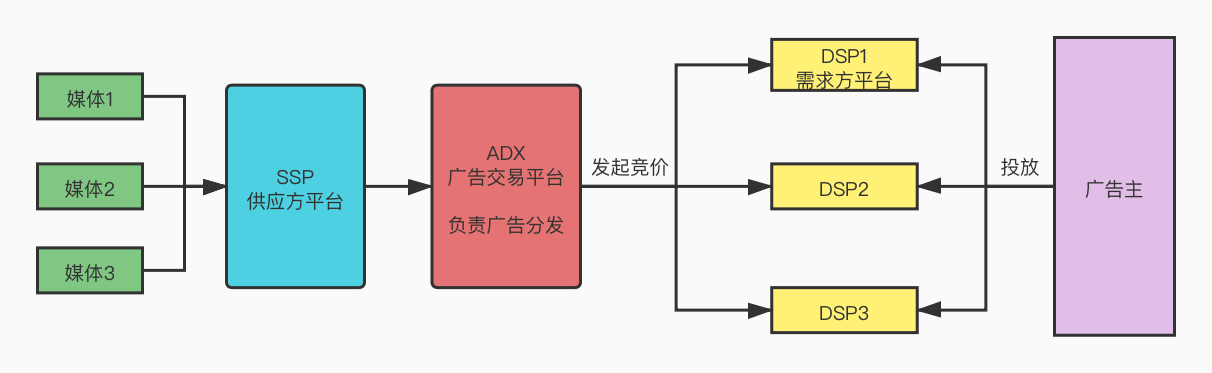 媒体1
媒体2
媒体3
SSP
供应方平台
ADX
广告交易平台
负责广告分发
发起竞价
DSP1
需求方平台
DSP2
DSP3
投放
广告主